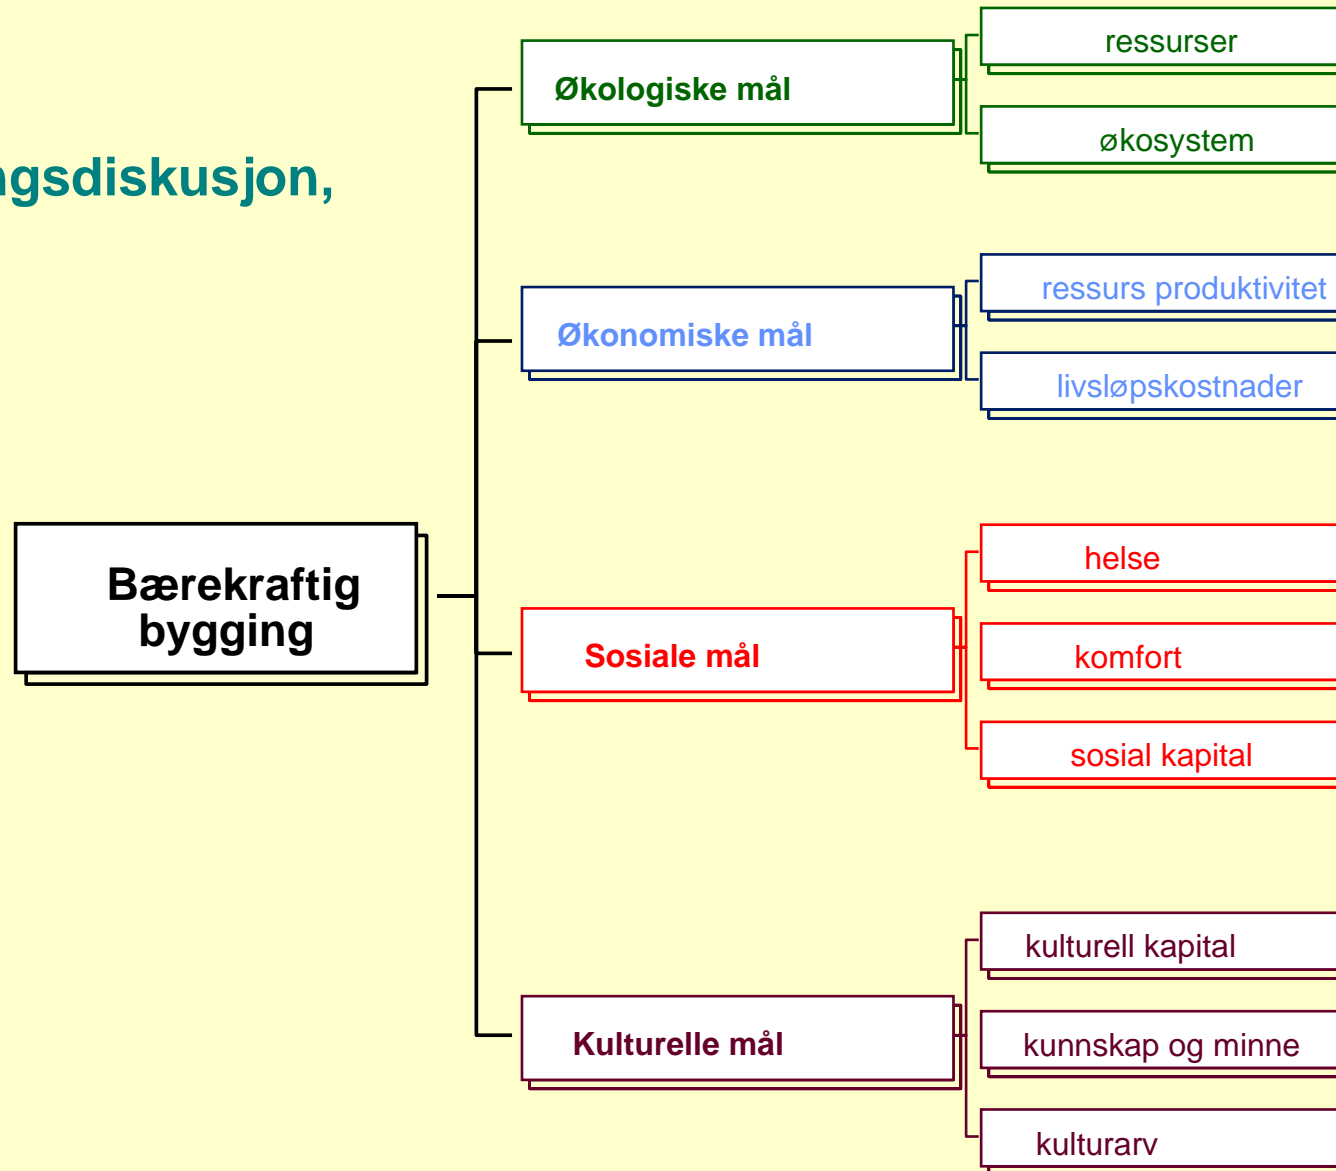 ngsdiskusjon,
Bærekraftig
bygging
Økologiske mål
ressurser
økosystem
Økonomiske mål
ressurs produktivitet
livsløpskostnader
Sosiale mål
helse
komfort
sosial kapital
Kulturelle mål
kulturell kapital
kunnskap og minne
kulturarv